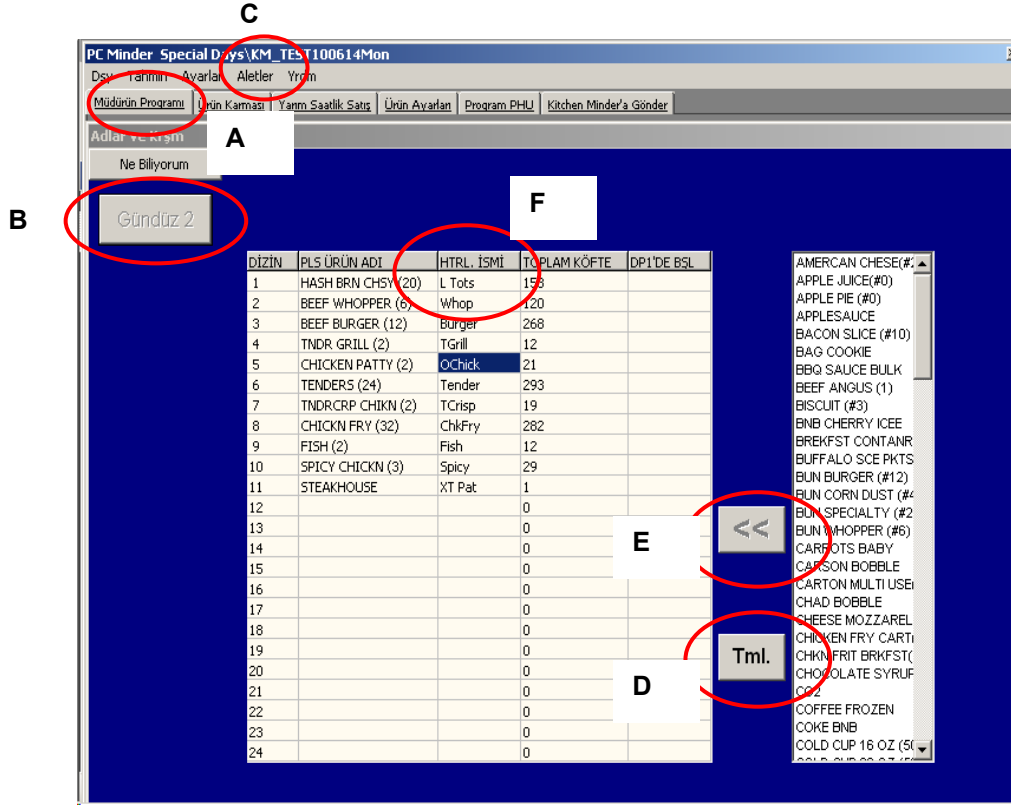 C
PC Minder Special Days\KM_TEST100614Mon
Dsy Tahmin Ayarlar Aletler Yrdm
Müdürün Programı Ürün Karması Yarım Saatlik Satış Ürün Ayarları Program PHU Kitchen Minder'a Gönder
Adlar ve Krşm
A
Ne Biliyorum
F
B
Gündüz 2
DİZİN PLS ÜRÜN ADI HTRL. İSMİ TOPLAM KÖFTE DP1'DE BŞL
1 HASH BRN CHSY (20) L Tots 158
2 BEEF WHOPPER (6) Whop 120
3 BEEF BURGER (12) Burger 268
4 TNDR GRILL (2) TGrill 12
5 CHICKEN PATTY (2) OChick 21
6 TENDERS (24) Tender 293
7 TNDRCRP CHIKN (2) TCrisp 19
8 CHICKN FRY (32) ChkFry 282
9 FISH (2) Fish 12
10 SPICY CHICKN (3) Spicy 29
11 STEAKHOUSE XT Pat 1
12 0
13 0
14 0
15 0
16 0
17 0
18 0
19 0
20 0
21 0
22 0
23 0
24 0
E
<<
D
Tml.
AMERCAN CHESE(#
APPLE JUICE(#0)
APPLE PIE (#0)
APPLESAUCE
BACON SLICE (#10)
BAG COOKIE
BBQ SAUCE BULK
BEEF ANGUS (1)
BISCUIT (#3)
BNB CHERRY ICEE
BREKFST CONTANR
BUFFALO SCE PKTS
BUN BURGER (#12)
BUN CORN DUST (#4
BUN SPECIALTY (#2
BUN WHOPPER (#6)
CARROTS BABY
CARSON BOBBLE
CARTON MULTI USE
CHAD BOBBLE
CHEESE MOZZAREL
CHICKEN FRY CART
CHKN FRIT BRKFST(
CHOCOLATE SYRUP
CO2
COFFEE FROZEN
COKE BNB
COLD CUP 16 OZ (50